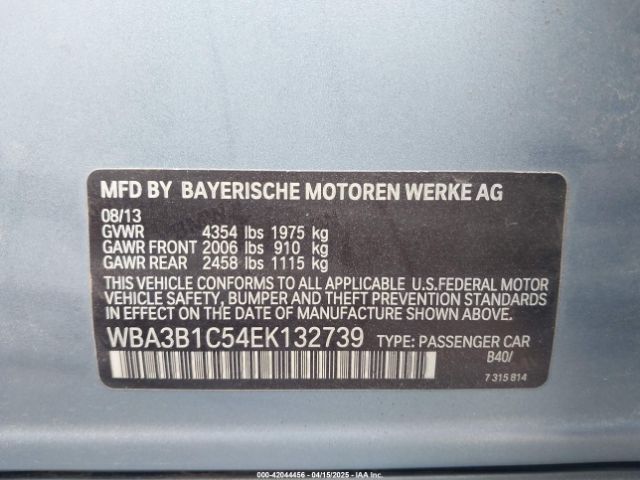 MFD BY BAYERISCHE MOTOREN WERKE AG
08/13
GVWR 4354 lbs 1975 kg
GAWR FRONT 2006 lbs 910 kg
GAWR REAR 2458 lbs 1115 kg
THIS VEHICLE CONFORMS TO ALL APPLICABLE U.S.FEDERAL MOTOR
VEHICLE SAFETY, BUMPER AND THEFT PREVENTION STANDARDS
IN EFFECT ON THE DATE OF MANUFACTURE SHOWN ABOVE.
WBA3B1C54EK132739 TYPE: PASSENGER CAR
B40/
7 315 814
000-42044456 - 04/15/2025 - IAA Inc.